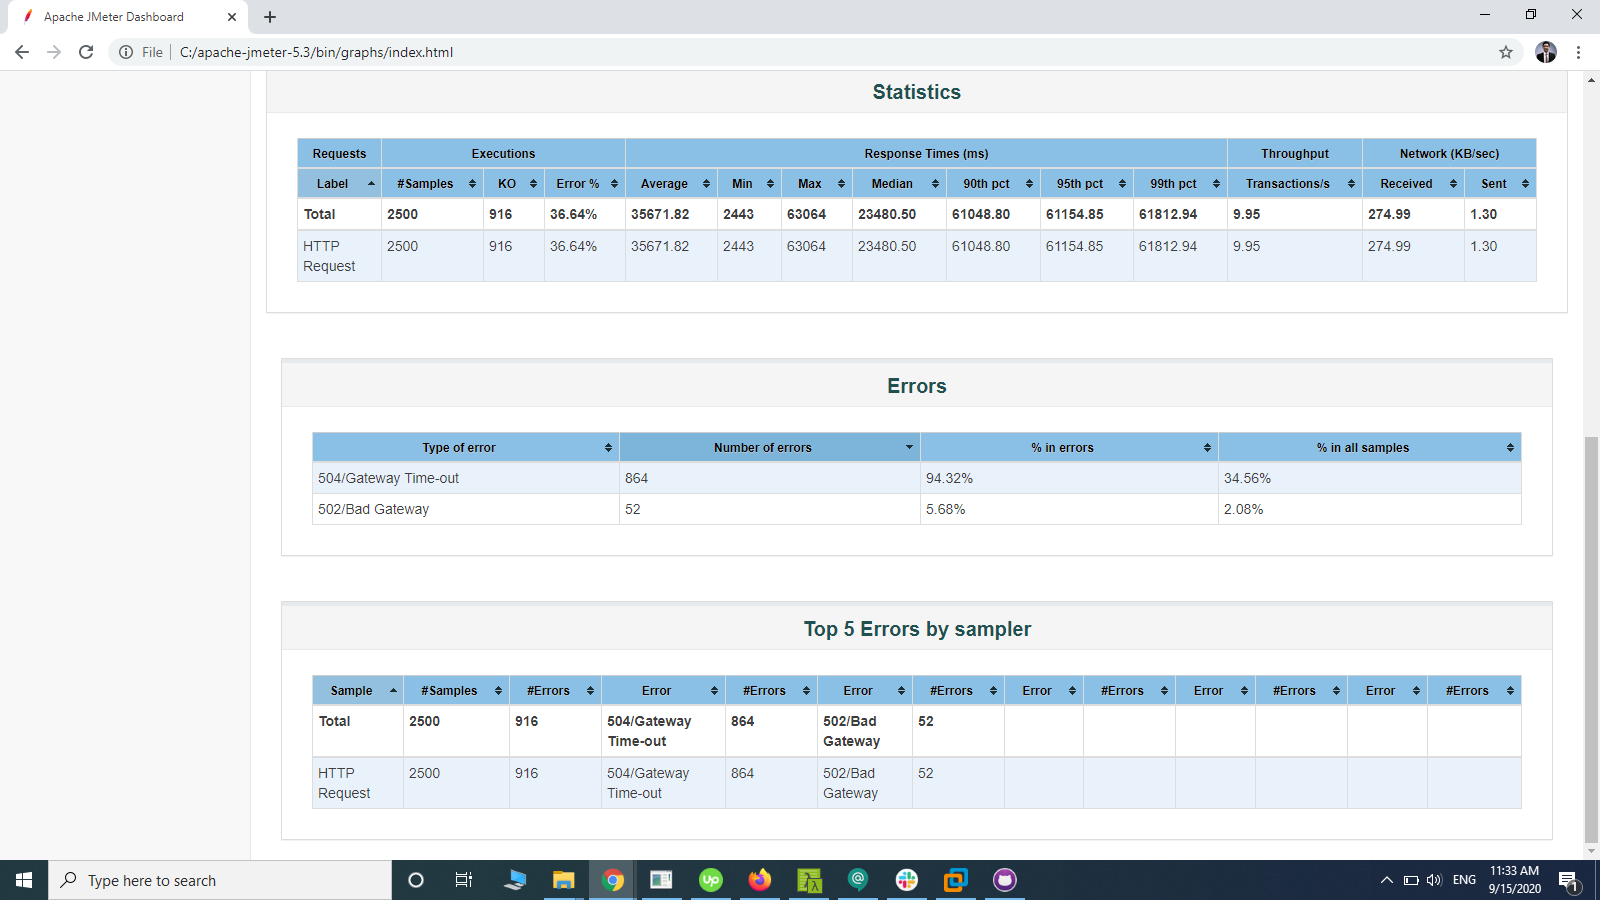 Apache JMeter Dashboard
File C:/apache-jmeter-5.3/bin/graphs/index.html
Statistics
Requests Executions Response Times (ms) Throughput Network (KB/sec)
Label #Samples KO Error % Average Min Max Median 90th pct 95th pct 99th pct Transactions/s Received Sent
Total 2500 916 36.64% 35671.82 2443 63064 23480.50 61048.80 61154.85 61812.94 9.95 274.99 1.30
HTTP 2500 916 36.64% 35671.82 2443 63064 23480.50 61048.80 61154.85 61812.94 9.95 274.99 1.30
Request
Errors
Type of error Number of errors % in errors % in all samples
504/Gateway Time-out 864 94.32% 34.56%
502/Bad Gateway 52 5.68% 2.08%
Top 5 Errors by sampler
Sample #Samples #Errors Error #Errors Error #Errors Error #Errors Error #Errors Error #Errors
Total 2500 916 504/Gateway 864 502/Bad 52
Time-out Gateway
HTTP 2500 916 504/Gateway 864 502/Bad 52
Request Time-out Gateway
Type here to search
Up
ENG
11:33 AM
9/15/2020
1